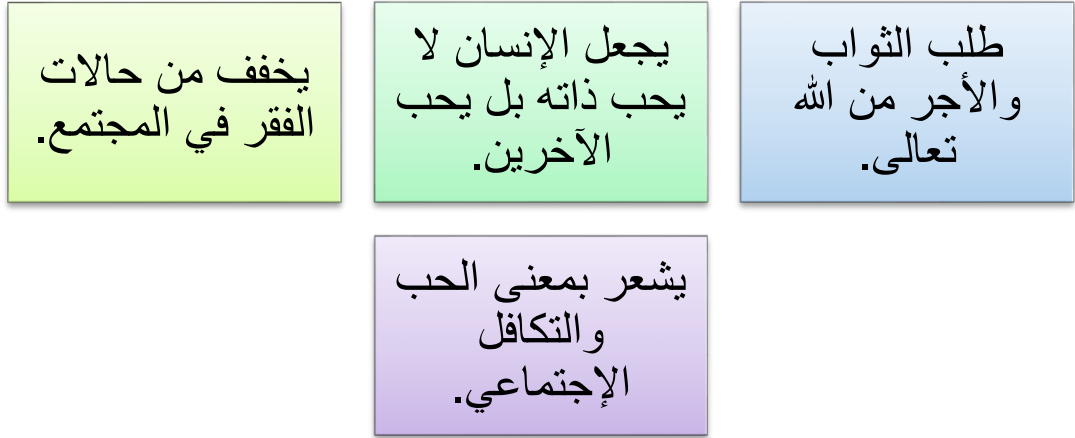 طلب الثواب
والأجر من الله
تعالى.
يجعل الإنسان لا
يحب ذاته بل يحب
الآخرين.
يخفف من حالات
الفقر في المجتمع.
يشعر بمعنى الحب
والتكافل
الإجتماعي.